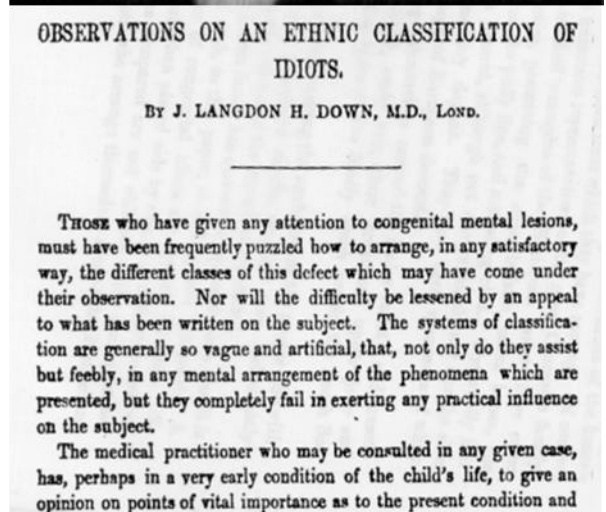 OBSERVATIONS ON AN ETHNIC CLASSIFICATION OF
IDIOTS.
By J. LANGDON H. DOWN, M.D., Lond.
Those who have given any attention to congenital mental lesions,
must have been frequently puzzled how to arrange, in any satisfactory
way, the different classes of this defect which may have come under
their observation. Nor will the difficulty be lessened by an appeal
to what has been written on the subject. The systems of classifica-
tion are generally so vague and artificial, that, not only do they assist
but feebly, in any mental arrangement of the phenomena which are
presented, but they completely fail in exerting any practical influence
on the subject.
The medical practitioner who may be consulted in any given case,
has, perhaps in a very early condition of the child's life, to give an
opinion on points of vital importance as to the present condition and